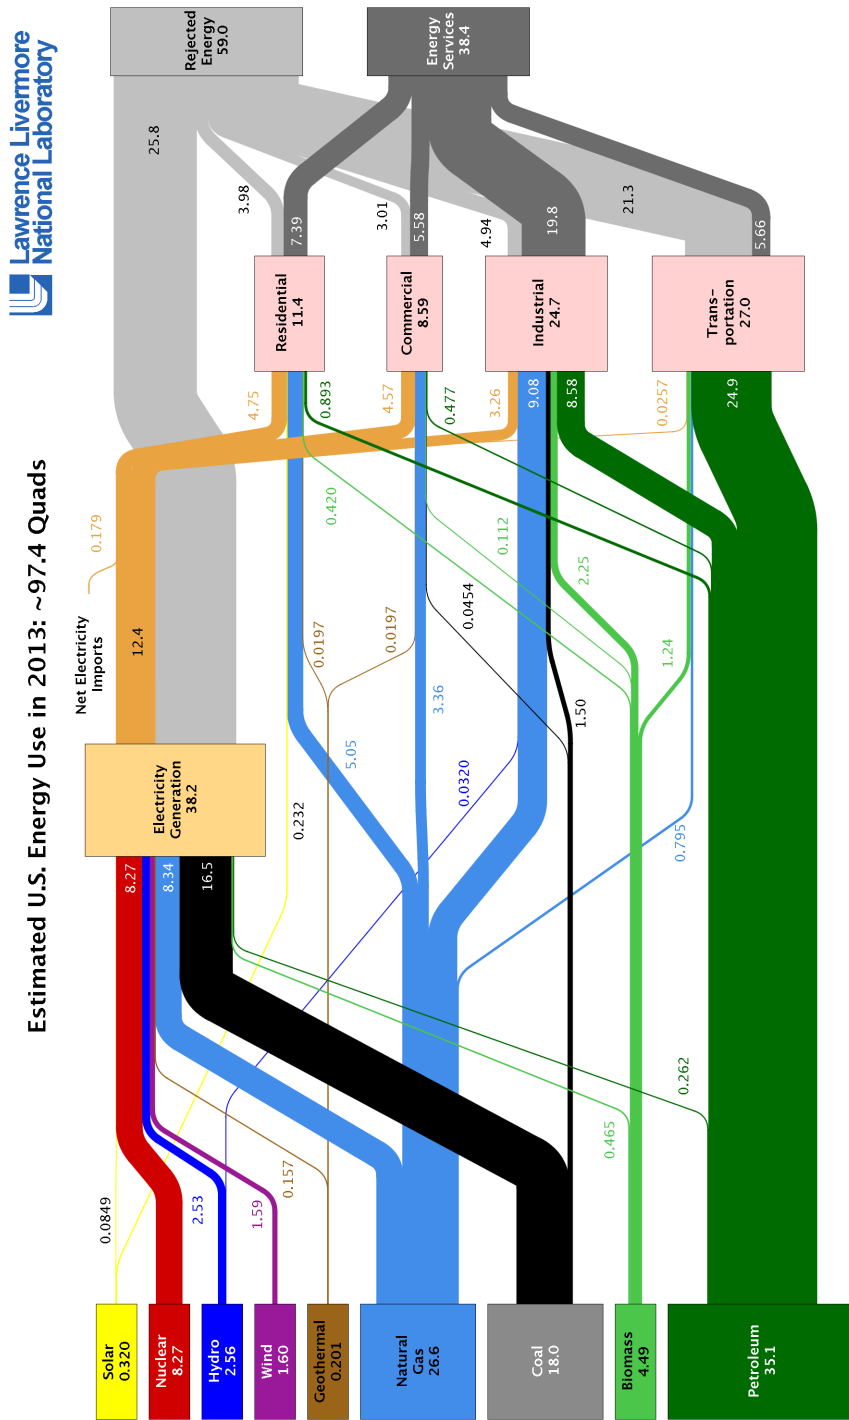 Estimated U.S. Energy Use in 2013: ~97.4 Quads
Lawrence Livermore
National Laboratory
Net Electricity
Imports
Solar
0.320
Nuclear
8.27
Hydro
2.56
Wind
1.60
Geothermal
0.201
Natural
Gas
26.6
Coal
18.0
Biomass
4.49
Petroleum
35.1
0.0849
2.53
1.59
0.157
0.465
0.262
8.27
8.34
16.5
Electricity
Generation
38.2
0.232
5.05
0.0320
0.795
12.4
0.179
0.0197
0.0197
3.36
0.0454
1.50
1.24
0.420
0.112
2.25
4.75
0.893
4.57
0.477
3.26
9.08
8.58
0.0257
24.9
Residential
11.4
Commercial
8.59
Industrial
24.7
Trans-
portation
27.0
25.8
3.98
7.39
3.01
5.58
4.94
19.8
21.3
5.66
Rejected
Energy
59.0
Energy
Services
38.4